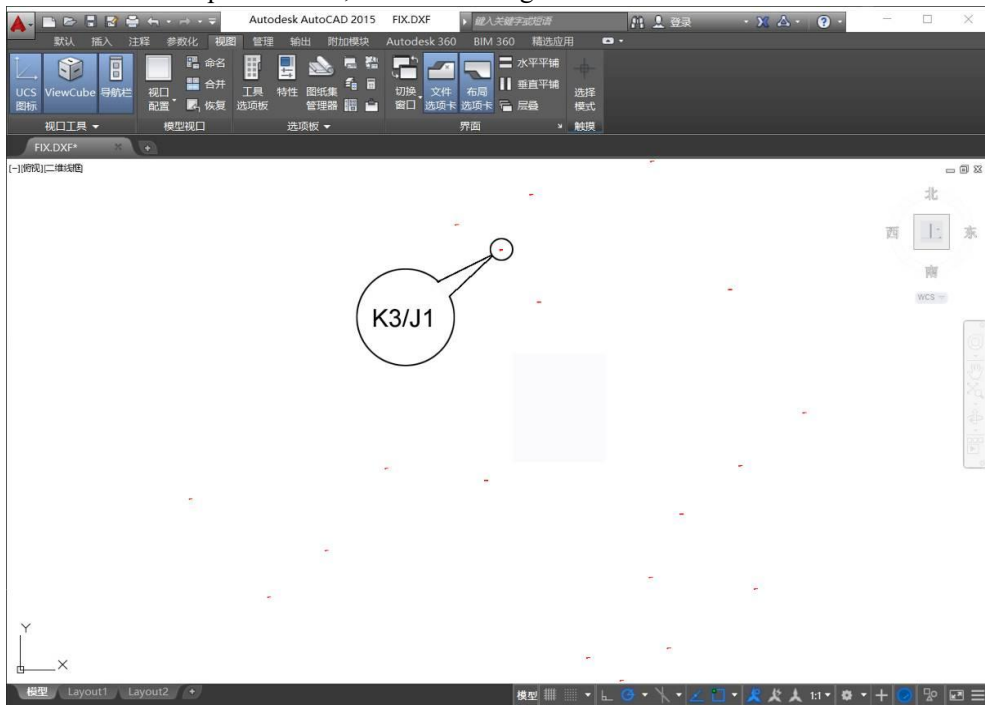 Autodesk AutoCAD 2015 FIX.DXF 键入关键字或短语 登录
默认 插入 注释 参数化 视图 管理 输出 附加模块 Autodesk 360 BIM 360 精选应用
UCS 图标 ViewCube 导航栏 视口配置 命名 合并 恢复 工具选项板 特性 图纸集管理器 切换窗口 文件选项卡 布局选项卡 水平平铺 垂直平铺 层叠 选择模式
视口工具 模型视口 选项板 界面 触摸
FIX.DXF*
[-][俯视][二维线框]
北
西 上 东
南
WCS
K3/J1
Y
X
模型 Layout1 Layout2 模型 1:1